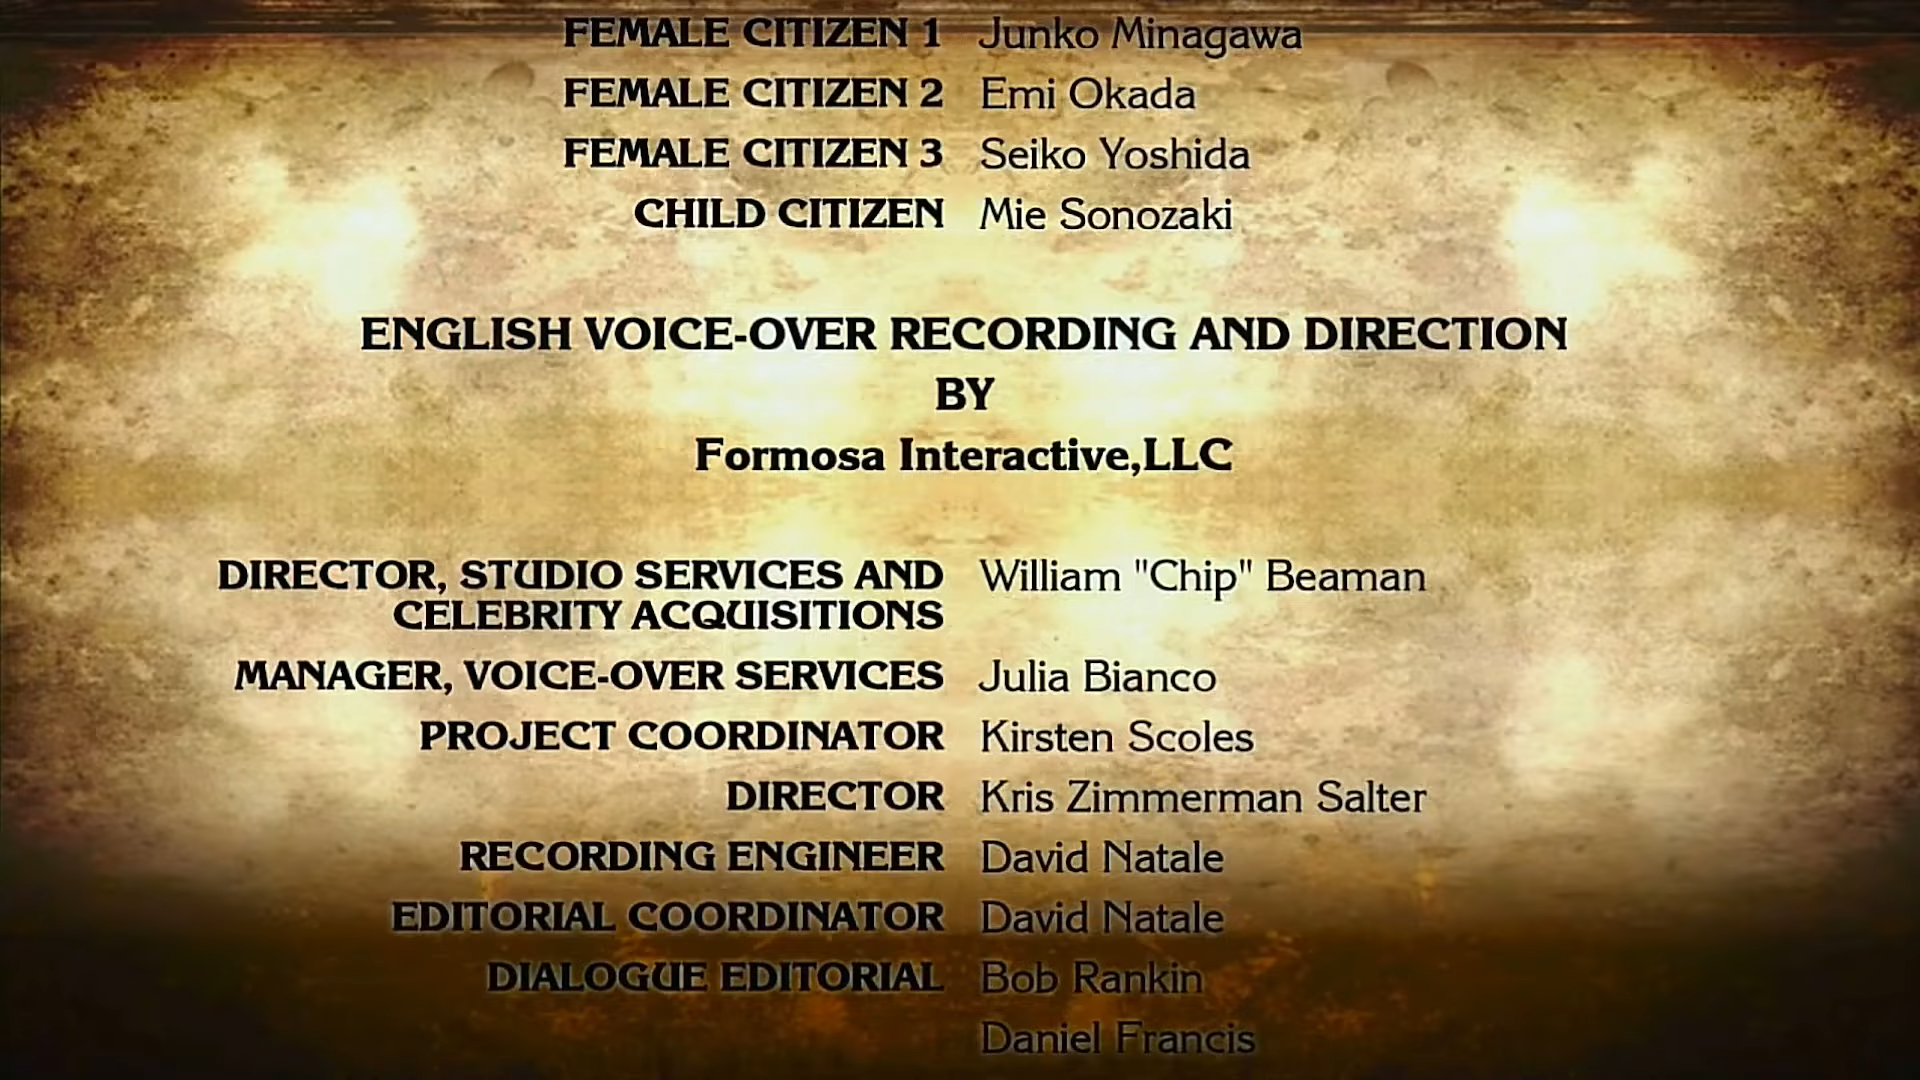 FEMALE CITIZEN 1 Junko Minagawa
FEMALE CITIZEN 2 Emi Okada
FEMALE CITIZEN 3 Seiko Yoshida
CHILD CITIZEN Mie Sonozaki
ENGLISH VOICE-OVER RECORDING AND DIRECTION
BY
Formosa Interactive,LLC
DIRECTOR, STUDIO SERVICES AND William "Chip" Beaman
CELEBRITY ACQUISITIONS
MANAGER, VOICE-OVER SERVICES Julia Bianco
PROJECT COORDINATOR Kirsten Scoles
DIRECTOR Kris Zimmerman Salter
RECORDING ENGINEER David Natale
EDITORIAL COORDINATOR David Natale
DIALOGUE EDITORIAL Bob Rankin
Daniel Francis